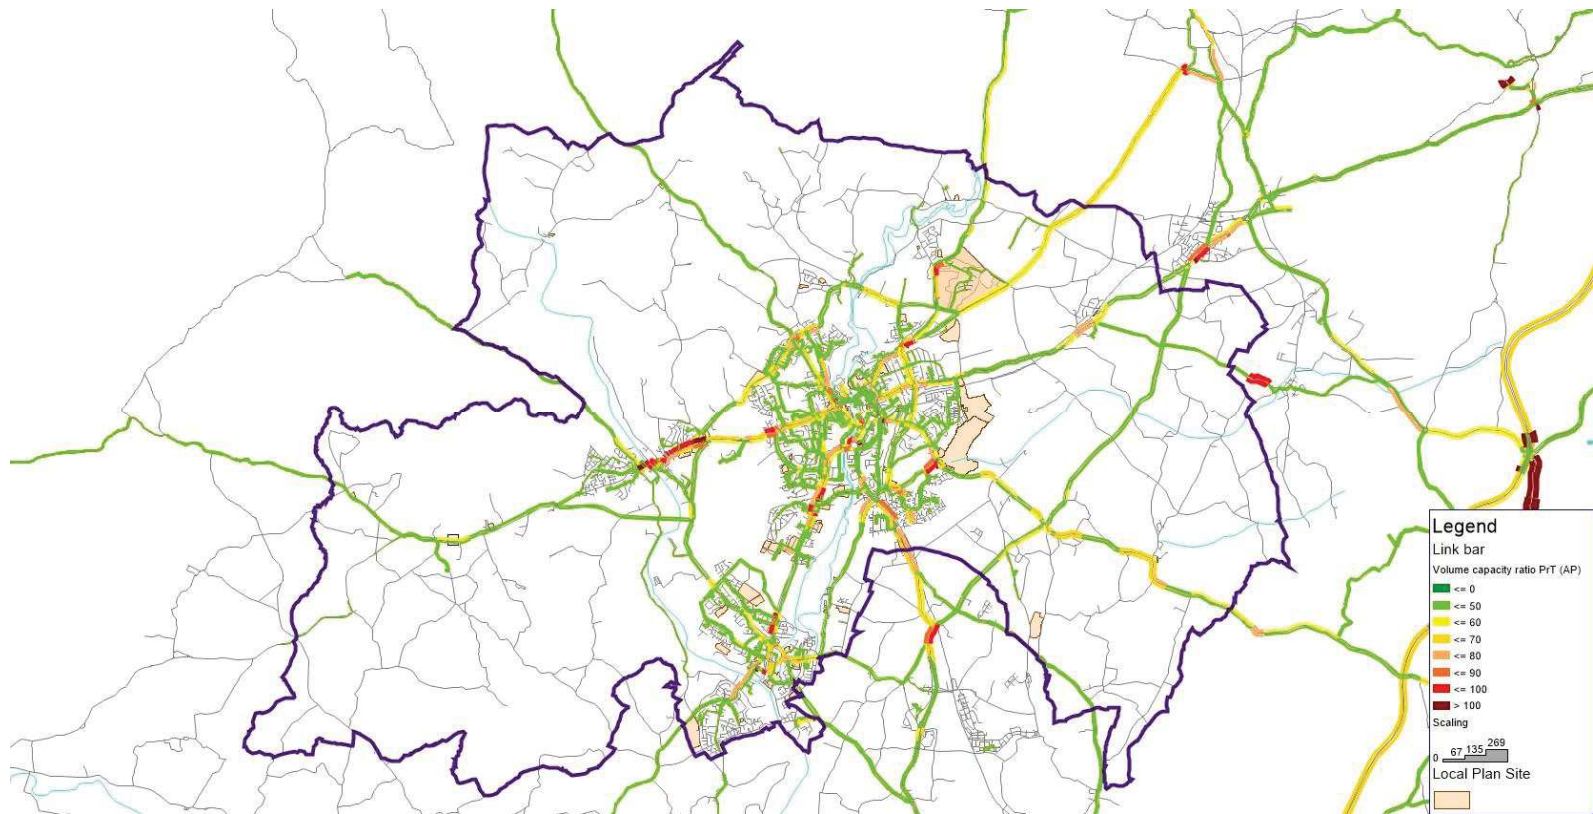 Legend
Link bar
Volume capacity ratio PrT (AP)
<= 0
<= 50
<= 60
<= 70
<= 80
<= 90
<= 100
> 100
Scaling
0 67 135 269
Local Plan Site